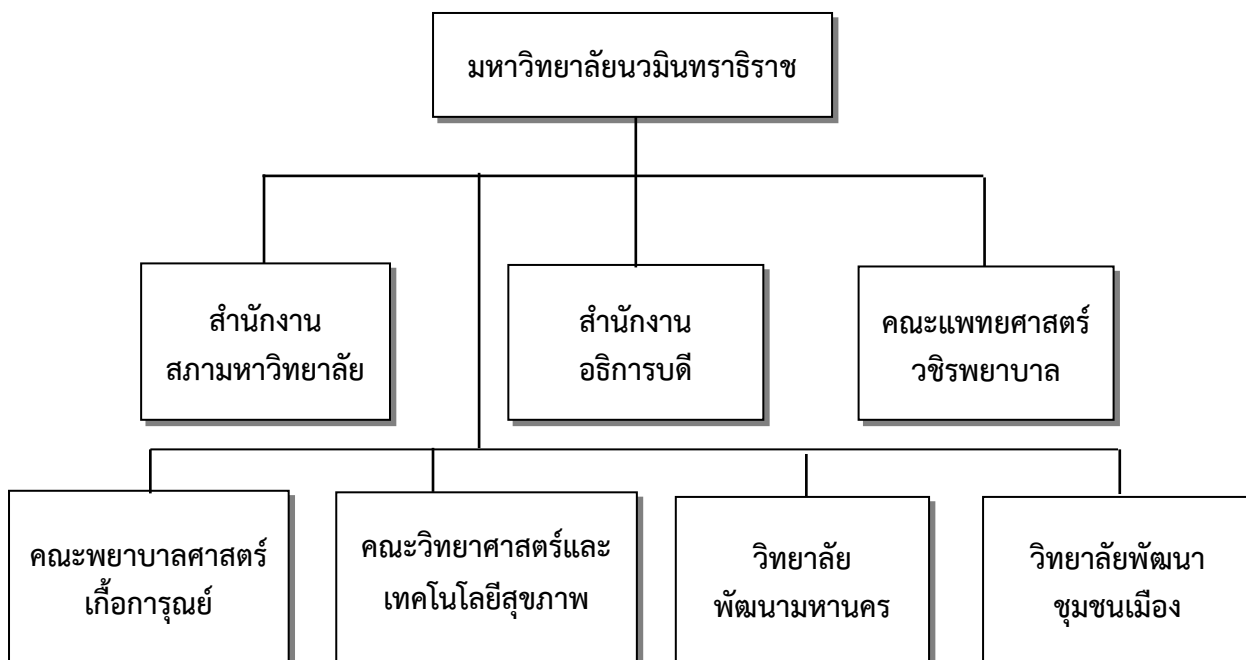 มหาวิทยาลัยนวมินทราธิราช
สำนักงาน
สภามหาวิทยาลัย
สำนักงาน
อธิการบดี
คณะแพทยศาสตร์
วชิรพยาบาล
คณะพยาบาลศาสตร์
เกื้อการุณย์
คณะวิทยาศาสตร์และ
เทคโนโลยีสุขภาพ
วิทยาลัย
พัฒนามหานคร
วิทยาลัยพัฒนา
ชุมชนเมือง